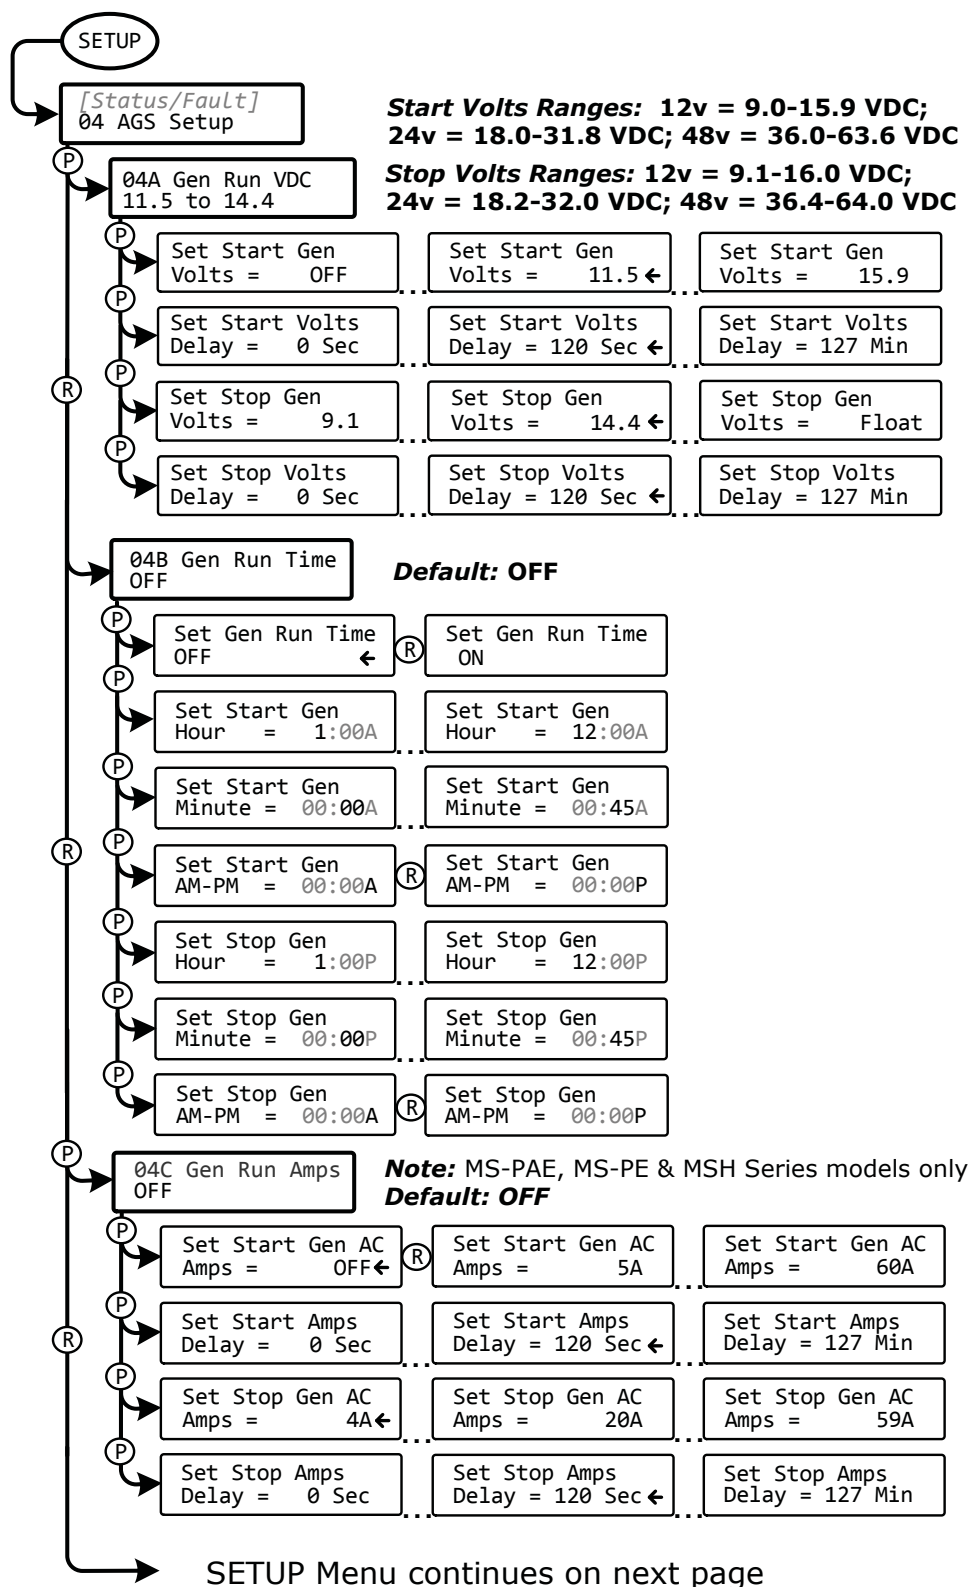 SETUP
[Status/Fault]
04 AGS Setup
Start Volts Ranges: 12v = 9.0-15.9 VDC;
24v = 18.0-31.8 VDC; 48v = 36.0-63.6 VDC
P
04A Gen Run VDC
11.5 to 14.4
Stop Volts Ranges: 12v = 9.1-16.0 VDC;
24v = 18.2-32.0 VDC; 48v = 36.4-64.0 VDC
P
Set Start Gen
Volts = OFF
...
Set Start Gen
Volts = 11.5 ←
...
Set Start Gen
Volts = 15.9
P
Set Start Volts
Delay = 0 Sec
...
Set Start Volts
Delay = 120 Sec ←
...
Set Start Volts
Delay = 127 Min
P
R
Set Stop Gen
Volts = 9.1
...
Set Stop Gen
Volts = 14.4 ←
...
Set Stop Gen
Volts = Float
P
Set Stop Volts
Delay = 0 Sec
...
Set Stop Volts
Delay = 120 Sec ←
...
Set Stop Volts
Delay = 127 Min
04B Gen Run Time
OFF
Default: OFF
P
Set Gen Run Time
OFF ←
R
Set Gen Run Time
ON
P
Set Start Gen
Hour = 1:00A
...
Set Start Gen
Hour = 12:00A
P
Set Start Gen
Minute = 00:00A
...
Set Start Gen
Minute = 00:45A
P
R
Set Start Gen
AM-PM = 00:00A
R
Set Start Gen
AM-PM = 00:00P
P
Set Stop Gen
Hour = 1:00P
...
Set Stop Gen
Hour = 12:00P
P
Set Stop Gen
Minute = 00:00P
...
Set Stop Gen
Minute = 00:45P
P
Set Stop Gen
AM-PM = 00:00A
R
Set Stop Gen
AM-PM = 00:00P
P
04C Gen Run Amps
OFF
Note: MS-PAE, MS-PE & MSH Series models only
Default: OFF
P
Set Start Gen AC
Amps = OFF←
R
Set Start Gen AC
Amps = 5A
...
Set Start Gen AC
Amps = 60A
P
R
Set Start Amps
Delay = 0 Sec
...
Set Start Amps
Delay = 120 Sec←
...
Set Start Amps
Delay = 127 Min
P
Set Stop Gen AC
Amps = 4A←
...
Set Stop Gen AC
Amps = 20A
...
Set Stop Gen AC
Amps = 59A
P
Set Stop Amps
Delay = 0 Sec
...
Set Stop Amps
Delay = 120 Sec←
...
Set Stop Amps
Delay = 127 Min
SETUP Menu continues on next page